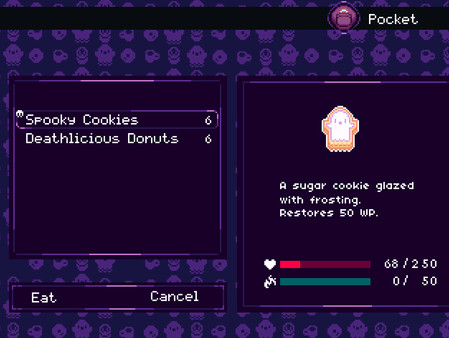 Pocket
Spooky Cookies 6
Deathlicious Donuts 6
Eat Cancel
A sugar cookie glazed
with frosting.
Restores 50 WP.
68/250
0/ 50